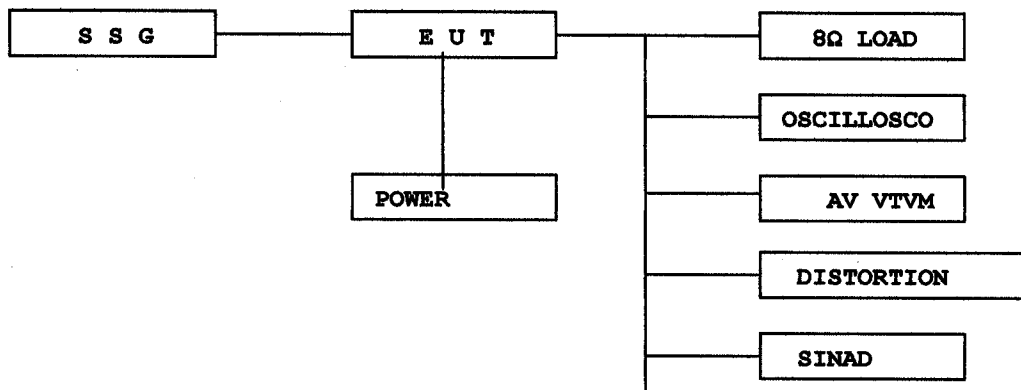 S S G
E U T
8Ω LOAD
OSCILLOSCO
POWER
AV VTVM
DISTORTION
SINAD